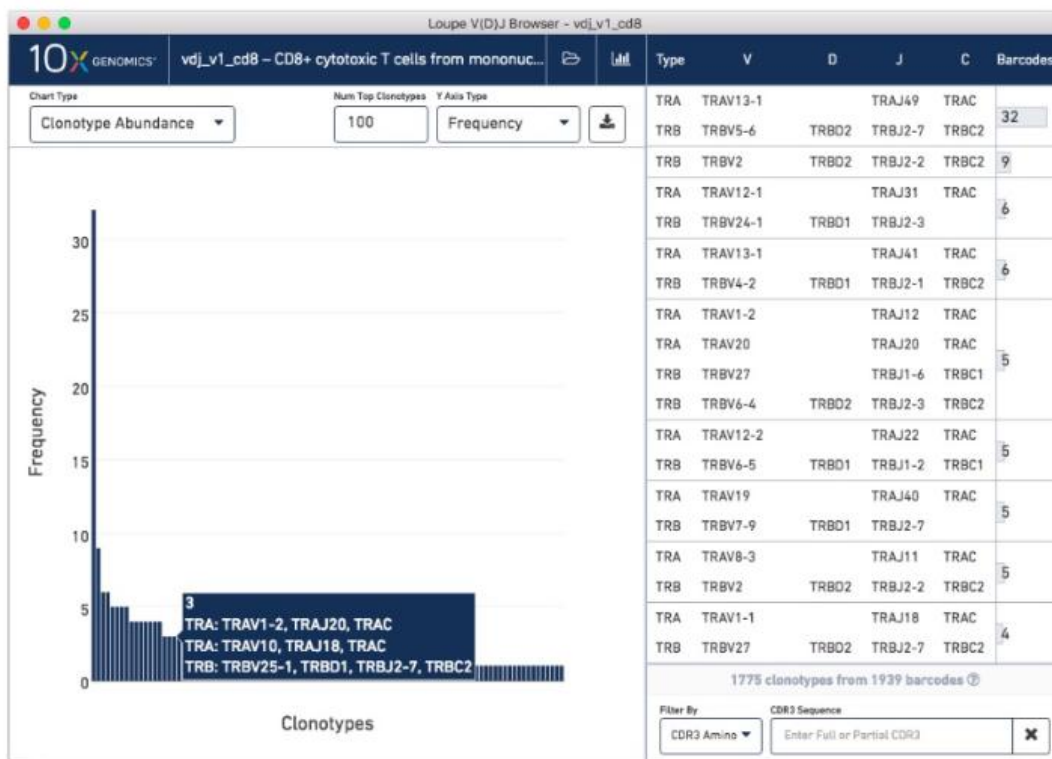 Loupe V(D)J Browser - vdj_v1_cd8
10X GENOMICS
vdj_v1_cd8 – CD8+ cytotoxic T cells from mononuc...
Chart Type
Clonotype Abundance
Num Top Clonotypes
100
Y Axis Type
Frequency
Frequency
30
25
20
15
10
5
0
3
TRA: TRAV1-2, TRAJ20, TRAC
TRA: TRAV10, TRAJ18, TRAC
TRB: TRBV25-1, TRBD1, TRBJ2-7, TRBC2
Clonotypes
Type V D J C Barcodes
TRA TRAV13-1 TRAJ49 TRAC
32
TRB TRBV5-6 TRBD2 TRBJ2-7 TRBC2
TRB TRBV2 TRBD2 TRBJ2-2 TRBC2 9
TRA TRAV12-1 TRAJ31 TRAC
6
TRB TRBV24-1 TRBD1 TRBJ2-3
TRA TRAV13-1 TRAJ41 TRAC
6
TRB TRBV4-2 TRBD1 TRBJ2-1 TRBC2
TRA TRAV1-2 TRAJ12 TRAC
TRA TRAV20 TRAJ20 TRAC
5
TRB TRBV27 TRBJ1-6 TRBC1
TRB TRBV6-4 TRBD2 TRBJ2-3 TRBC2
TRA TRAV12-2 TRAJ22 TRAC
5
TRB TRBV6-5 TRBD1 TRBJ1-2 TRBC1
TRA TRAV19 TRAJ40 TRAC
5
TRB TRBV7-9 TRBD1 TRBJ2-7
TRA TRAV8-3 TRAJ11 TRAC
5
TRB TRBV2 TRBD2 TRBJ2-2 TRBC2
TRA TRAV1-1 TRAJ18 TRAC
4
TRB TRBV27 TRBD2 TRBJ2-7 TRBC2
1775 clonotypes from 1939 barcodes ?
Filter By
CDR3 Amino
CDR3 Sequence
Enter Full or Partial CDR3